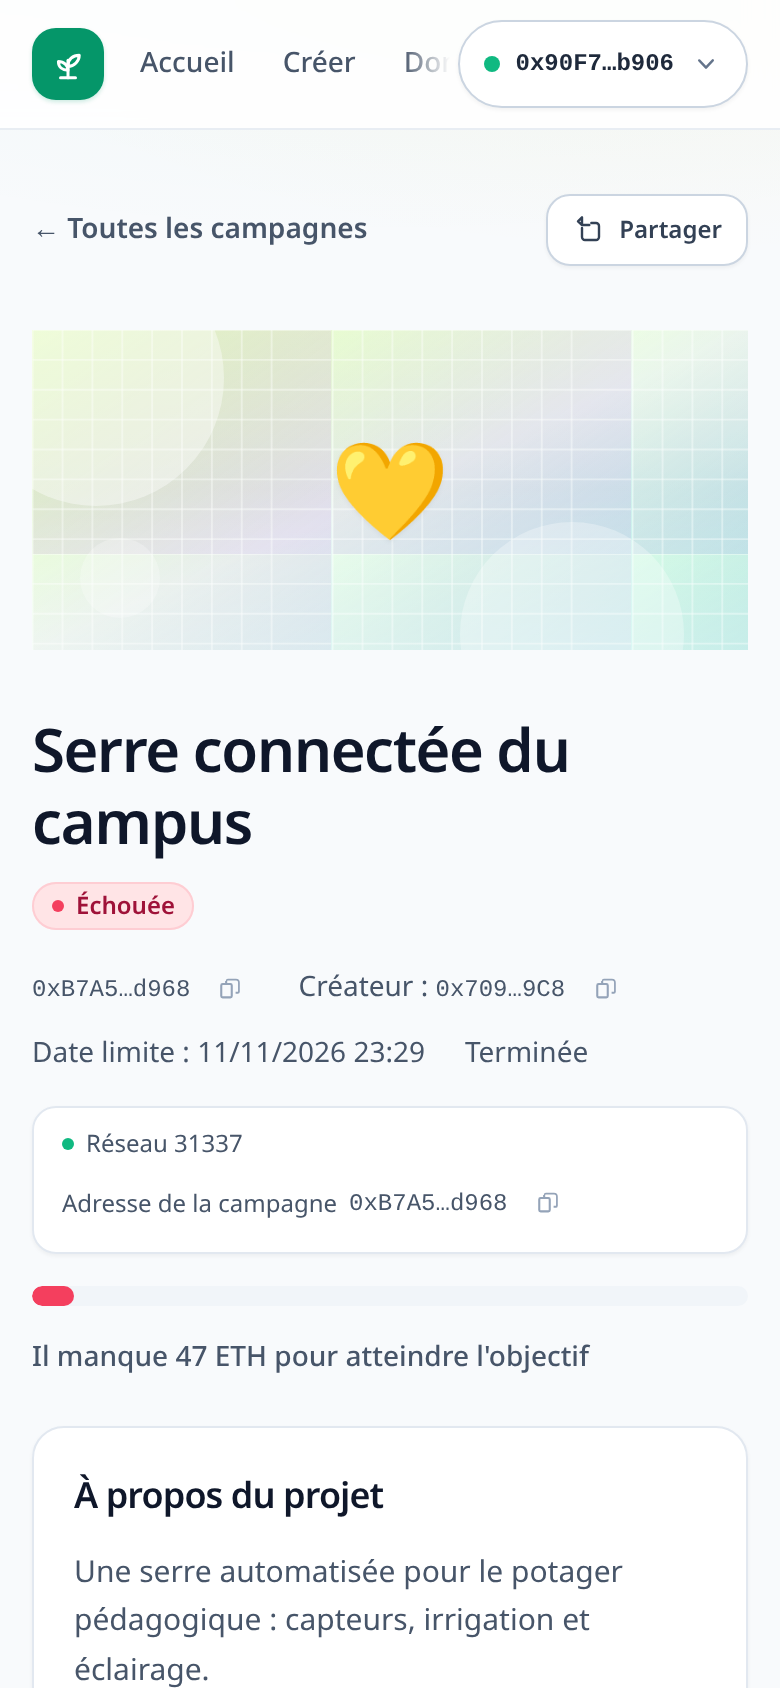 Accueil Créer Do 0x90F7…b906
← Toutes les campagnes Partager
Serre connectée du
campus
Échouée
0xB7A5…d968 Créateur : 0x709…9C8
Date limite : 11/11/2026 23:29 Terminée
Réseau 31337
Adresse de la campagne 0xB7A5…d968
Il manque 47 ETH pour atteindre l'objectif
À propos du projet
Une serre automatisée pour le potager
pédagogique : capteurs, irrigation et
éclairage.